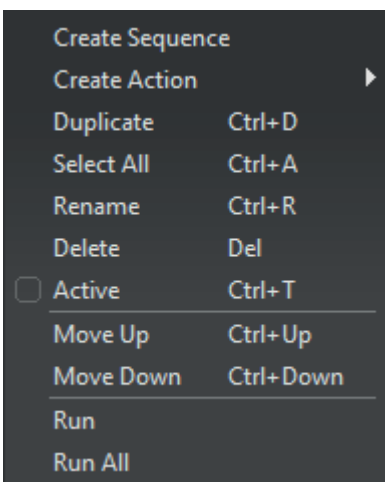 Create Sequence
Create Action
Duplicate Ctrl+D
Select All Ctrl+A
Rename Ctrl+R
Delete Del
Active Ctrl+T
Move Up Ctrl+Up
Move Down Ctrl+Down
Run
Run All